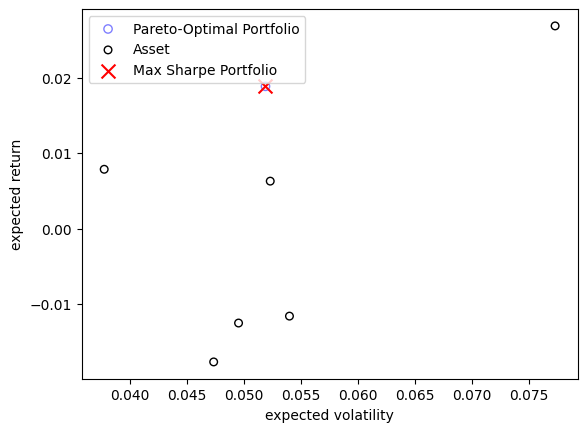 Pareto-Optimal Portfolio
Asset
Max Sharpe Portfolio
expected return
0.02
0.01
0.00
−0.01
0.040 0.045 0.050 0.055 0.060 0.065 0.070 0.075
expected volatility